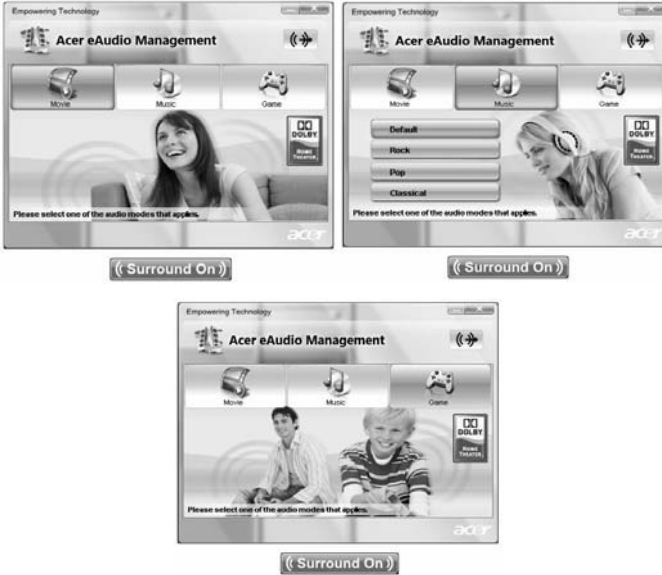 Empowering Technology
Acer eAudio Management
Movie Music Game
DOLBY
HOME THEATER
Please select one of the audio modes that applies.
acer
Surround On
Empowering Technology
Acer eAudio Management
Movie Music Game
Default
Rock
Pop
Classical
DOLBY
HOME THEATER
Please select one of the audio modes that applies.
acer
Surround On
Empowering Technology
Acer eAudio Management
Movie Music Game
DOLBY
HOME THEATER
Please select one of the audio modes that applies.
acer
Surround On